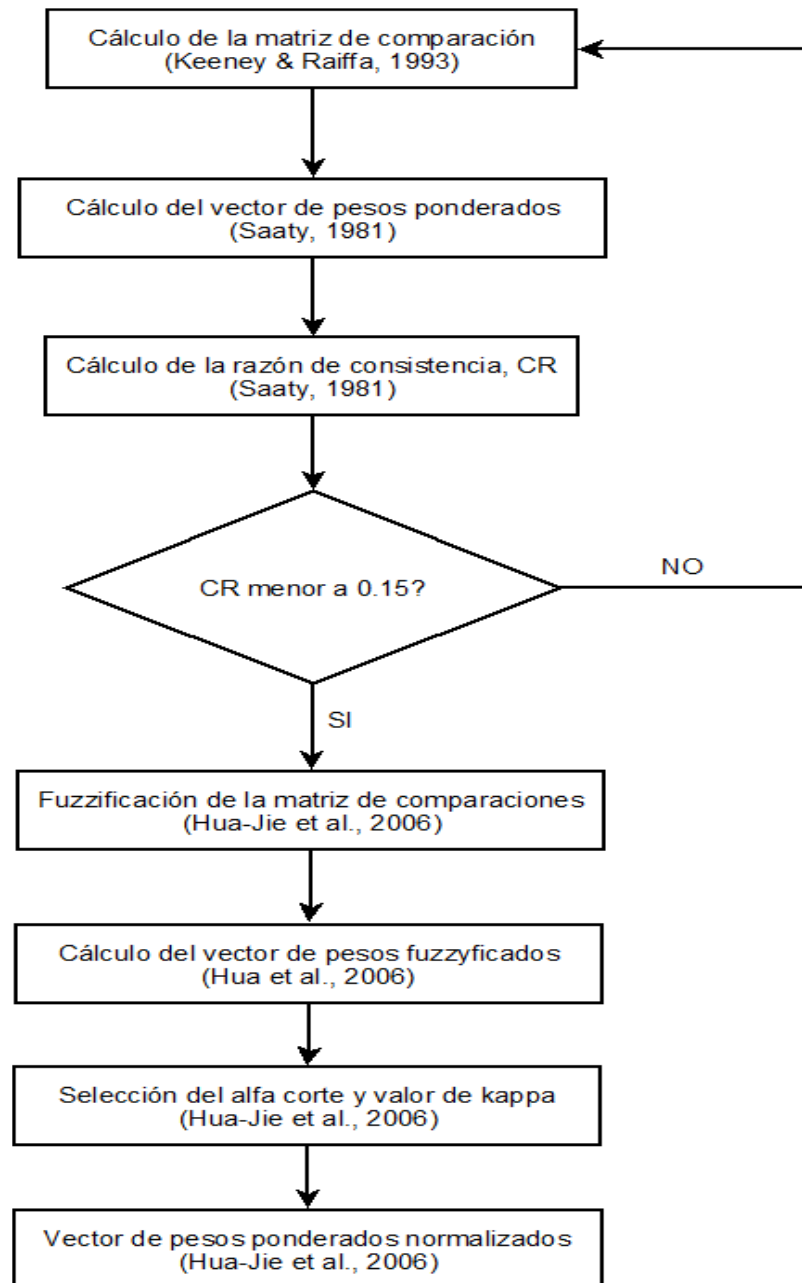 Cálculo de la matriz de comparación
(Keeney & Raiffa, 1993)
Cálculo del vector de pesos ponderados
(Saaty, 1981)
Cálculo de la razón de consistencia, CR
(Saaty, 1981)
CR menor a 0.15?
NO
SI
Fuzzificación de la matriz de comparaciones
(Hua-Jie et al., 2006)
Cálculo del vector de pesos fuzzyficados
(Hua et al., 2006)
Selección del alfa corte y valor de kappa
(Hua-Jie et al., 2006)
Vector de pesos ponderados normalizados
(Hua-Jie et al., 2006)